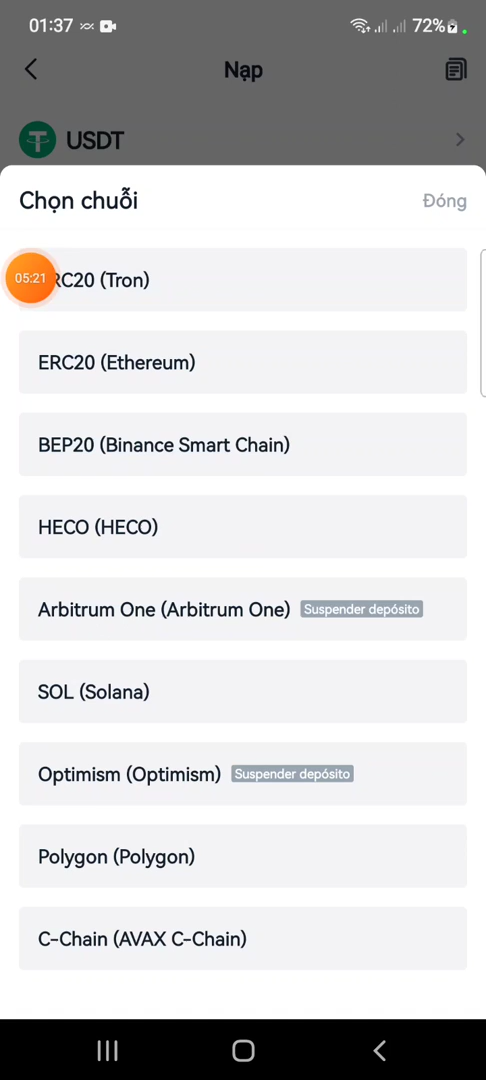 01:37
72%
Nạp
USDT
Chọn chuỗi
Đóng
05:21
RC20 (Tron)
ERC20 (Ethereum)
BEP20 (Binance Smart Chain)
HECO (HECO)
Arbitrum One (Arbitrum One) Suspender depósito
SOL (Solana)
Optimism (Optimism) Suspender depósito
Polygon (Polygon)
C-Chain (AVAX C-Chain)